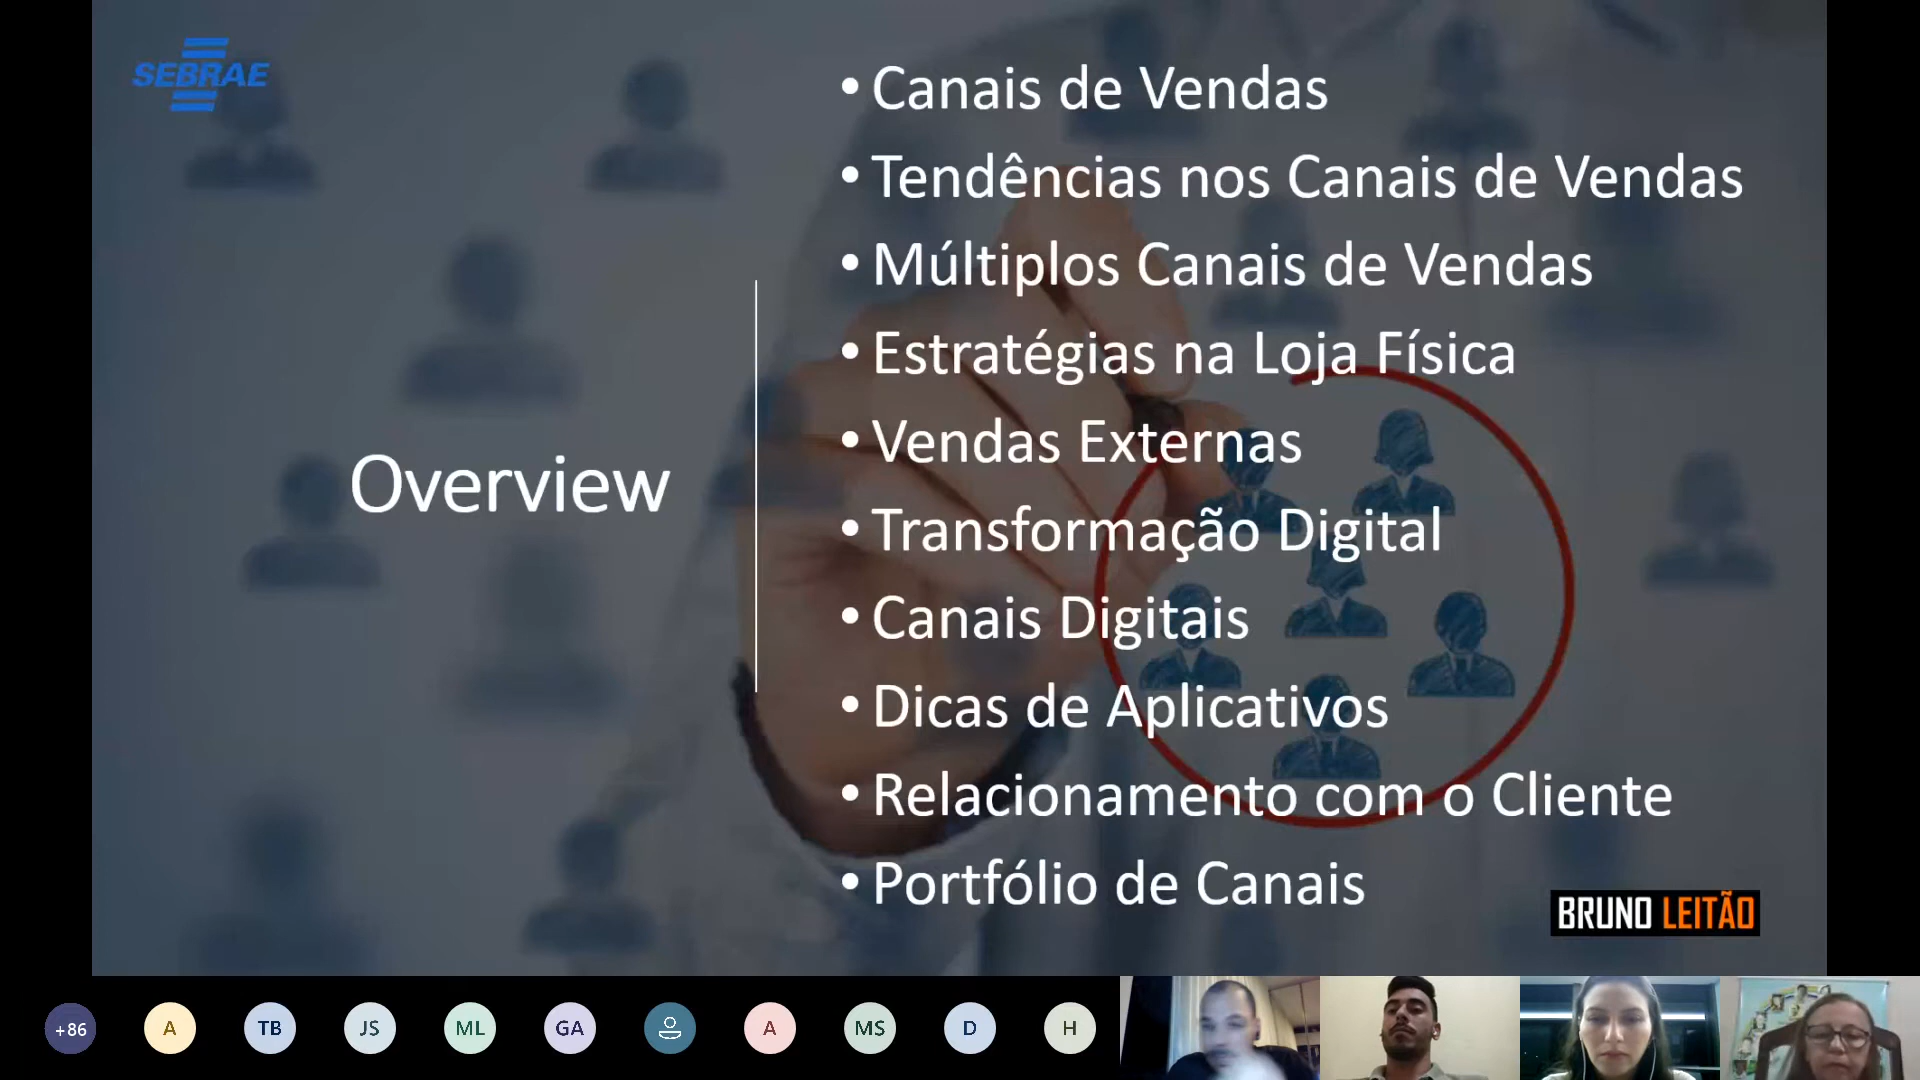 SEBRAE
Overview
• Canais de Vendas
• Tendências nos Canais de Vendas
• Múltiplos Canais de Vendas
• Estratégias na Loja Física
• Vendas Externas
• Transformação Digital
• Canais Digitais
• Dicas de Aplicativos
• Relacionamento com o Cliente
• Portfólio de Canais
BRUNO LEITÃO
+86 A TB JS ML GA A MS D H